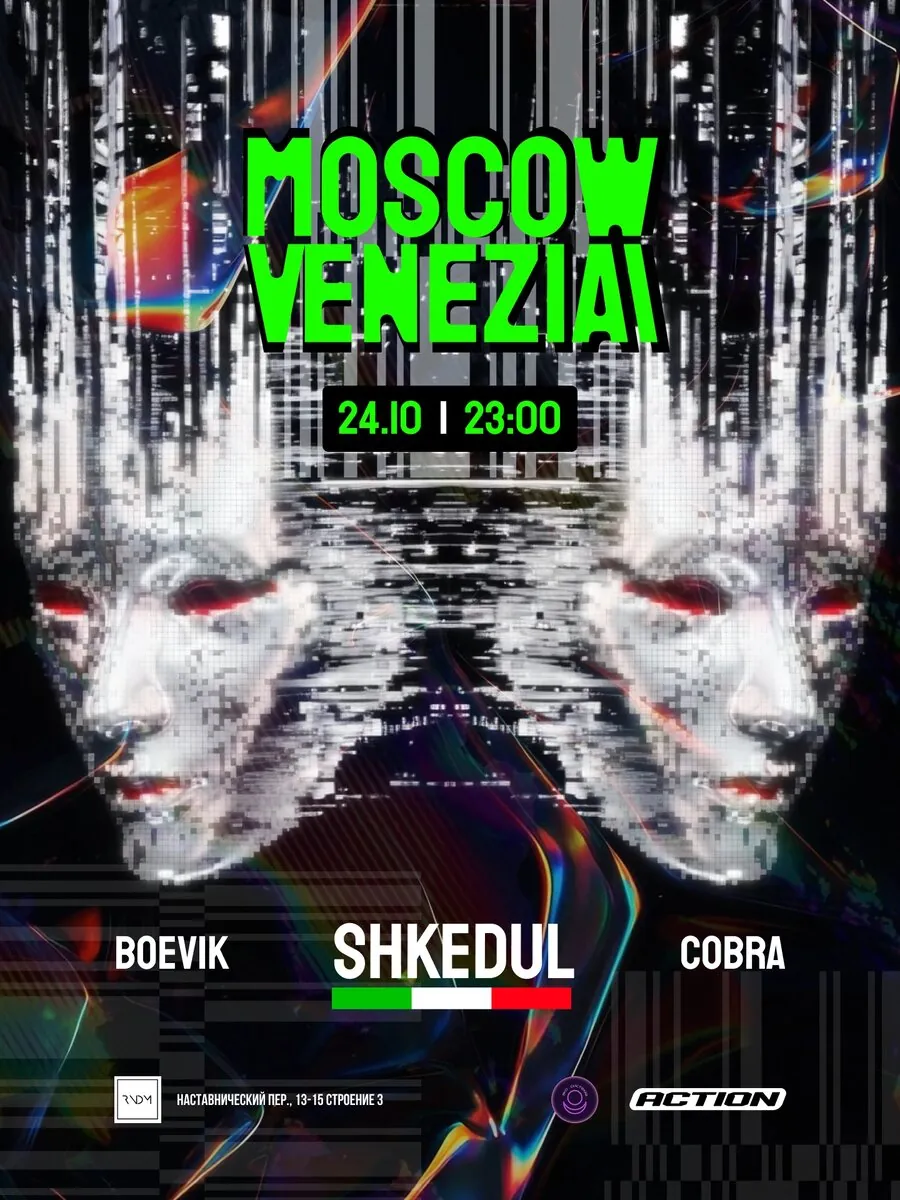 MOSCOW
VENEZIA
24.10 | 23:00
BOEVIK
SHKEDUL
COBRA
RNDM
НАСТАВНИЧЕСКИЙ ПЕР., 13-15 СТРОЕНИЕ 3
ACTION